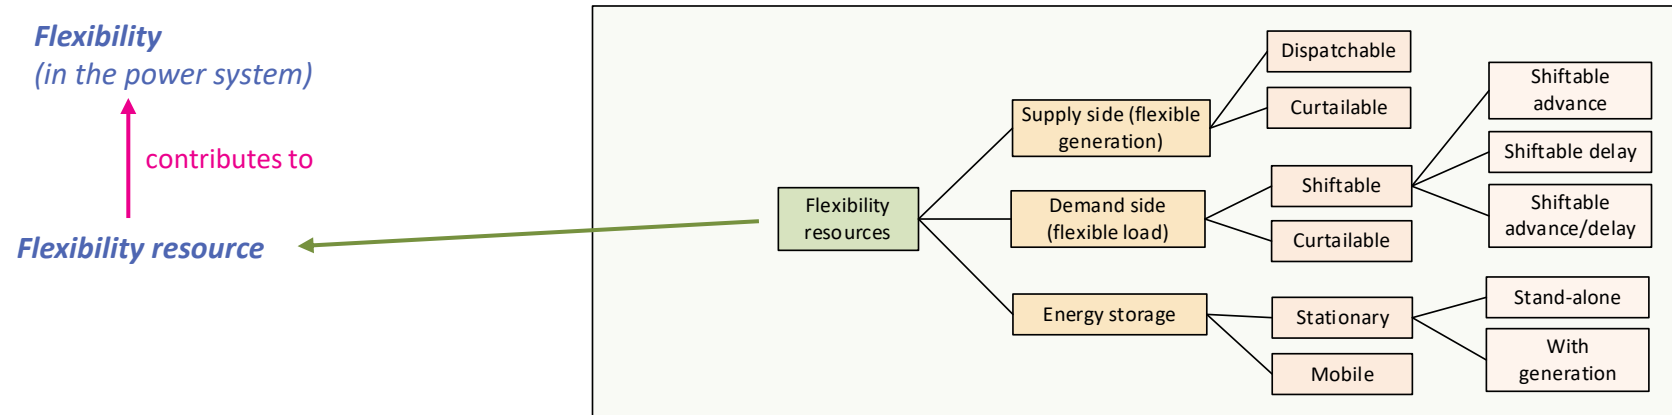 Flexibility
(in the power system)
contributes to
Flexibility resource
Flexibility
resources
Supply side (flexible
generation)
Dispatchable
Curtailable
Demand side
(flexible load)
Shiftable
Curtailable
Shiftable
advance
Shiftable delay
Shiftable
advance/delay
Energy storage
Stationary
Mobile
Stand-alone
With
generation